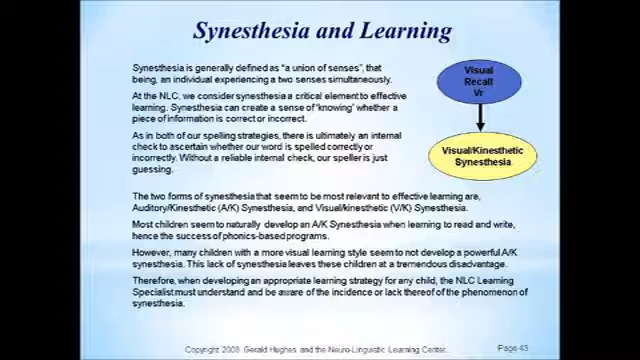 Synesthesia and Learning
Synesthesia is generally defined as "a union of senses", that
being, an individual experiencing a two senses simultaneously.
At the NLC, we consider synesthesia a critical element to effective
learning. Synesthesia can create a sense of 'knowing' whether a
piece of information is correct or incorrect.
As in both of our spelling strategies, there is ultimately an internal
check to ascertain whether our word is spelled correctly or
incorrectly. Without a reliable internal check, our speller is just
guessing.
Visual
Recall
Vr
Visual/Kinesthetic
Synesthesia
The two forms of synesthesia that seem to be most relevant to effective learning are,
Auditory/Kinesthetic (A/K) Synesthesia, and Visual/kinesthetic (V/K) Synesthesia.
Most children seem to naturally develop an A/K Synesthesia when learning to read and write,
hence the success of phonics-based programs.
However, many children with a more visual learning style seem to not develop a powerful A/K
synesthesia. This lack of synesthesia leaves these children at a tremendous disadvantage.
Therefore, when developing an appropriate learning strategy for any child, the NLC Learning
Specialist must understand and be aware of the incidence or lack thereof of the phenomenon of
synesthesia.
Copyright 2008 Gerald Hughes and the Neuro-Linguistic Learning Center.
Page 43